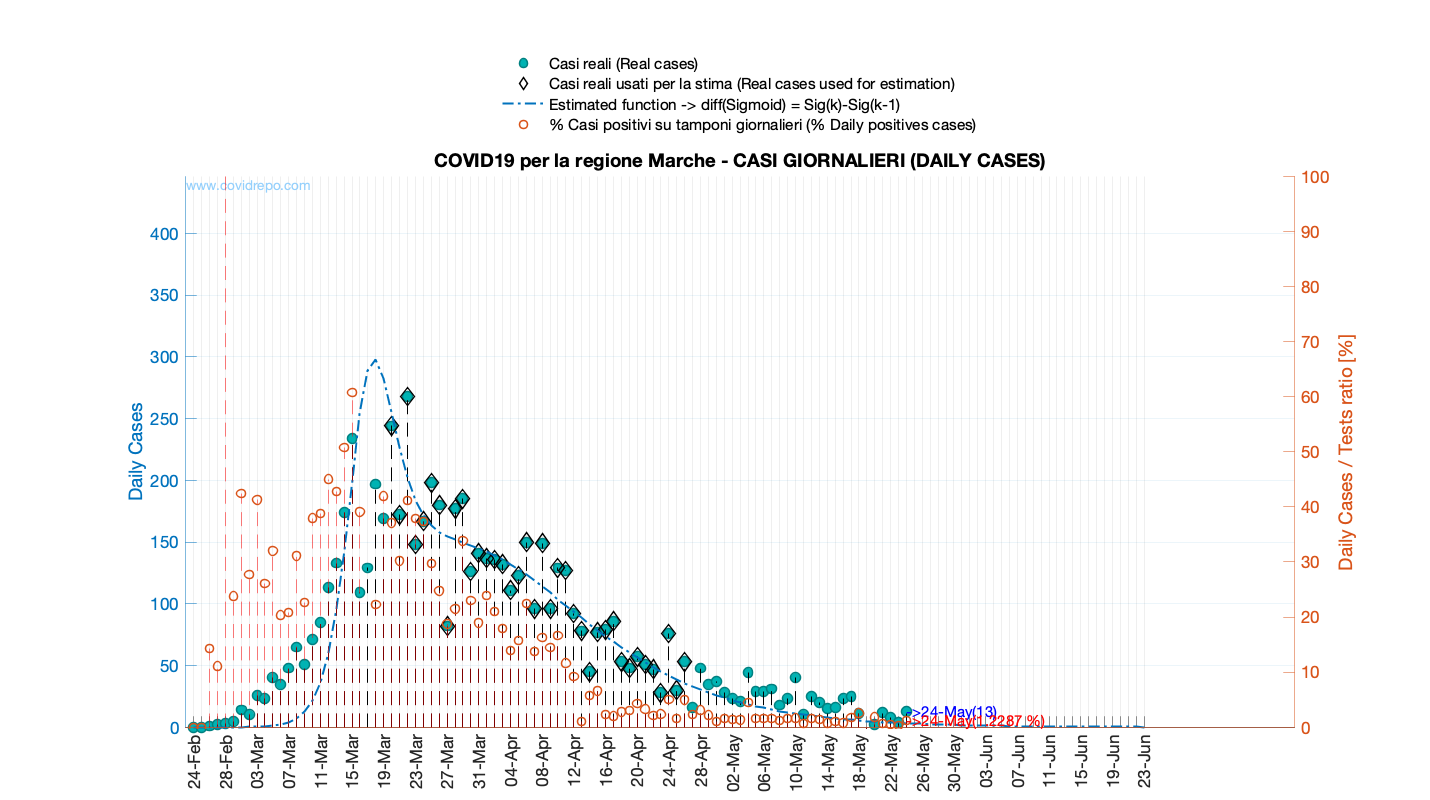 Casi reali (Real cases)
Casi reali usati per la stima (Real cases used for estimation)
Estimated function -> diff(Sigmoid) = Sig(k)-Sig(k-1)
% Casi positivi su tamponi giornalieri (% Daily positives cases)
COVID19 per la regione Marche - CASI GIORNALIERI (DAILY CASES)
www.covidrepo.com
Daily Cases
400
350
300
250
200
150
100
50
0
100
90
80
70
60
50
40
30
20
10
0
Daily Cases / Tests ratio [%]
>24-May(13)
>24-May(1.2287 %)
24-Feb
28-Feb
03-Mar
07-Mar
11-Mar
15-Mar
19-Mar
23-Mar
27-Mar
31-Mar
04-Apr
08-Apr
12-Apr
16-Apr
20-Apr
24-Apr
28-Apr
02-May
06-May
10-May
14-May
18-May
22-May
26-May
30-May
03-Jun
07-Jun
11-Jun
15-Jun
19-Jun
23-Jun